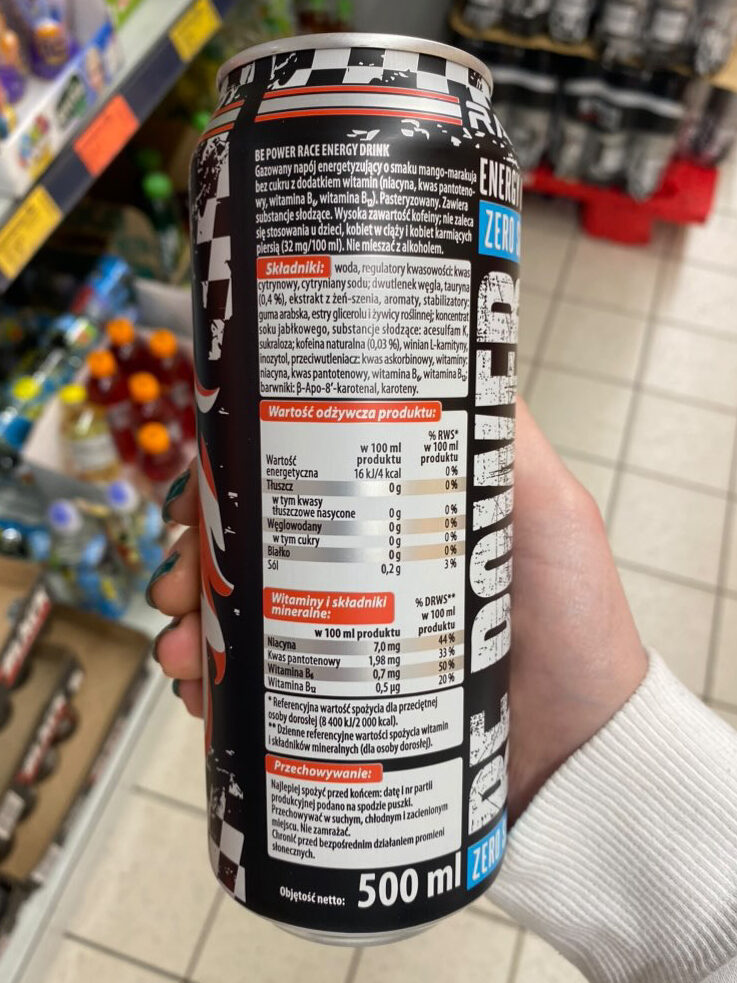 BE POWER RACE ENERGY DRINK
Gazowany napój energetyzujący o smaku mango-marakuja
bez cukru z dodatkiem witamin (niacyna, kwas pantoteno-
wy, witamina B₆, witamina B₁₂). Pasteryzowany. Zawiera
substancje słodzące. Wysoka zawartość kofeiny; nie zaleca
się stosowania u dzieci, kobiet w ciąży i kobiet karmiących
piersią (32 mg/100 ml). Nie mieszać z alkoholem.
Składniki: woda, regulatory kwasowości: kwas
cytrynowy, cytryniany sodu; dwutlenek węgla, tauryna
(0,4 %), ekstrakt z żeń-szenia, aromaty, stabilizatory:
guma arabska, estry glicerolu i żywicy roślinnej; koncentrat
soku jabłkowego, substancje słodzące: acesulfam K,
sukraloza; kofeina naturalna (0,03 %), winian L-karnityny,
inozytol, przeciwutleniacz: kwas askorbinowy, witaminy:
niacyna, kwas pantotenowy, witamina B₆, witamina B₁₂;
barwniki: β-Apo-8'-karotenal, karoteny.
Wartość odżywcza produktu:
w 100 ml produktu % RWS* w 100 ml produktu
Wartość energetyczna 16 kJ/4 kcal 0 %
Tłuszcz 0 g 0 %
w tym kwasy tłuszczowe nasycone 0 g 0 %
Węglowodany 0 g 0 %
w tym cukry 0 g 0 %
Białko 0 g 0 %
Sól 0,2 g 3 %
Witaminy i składniki mineralne:
w 100 ml produktu % DRWS** w 100 ml produktu
Niacyna 7,0 mg 44 %
Kwas pantotenowy 1,98 mg 33 %
Witamina B₆ 0,7 mg 50 %
Witamina B₁₂ 0,5 µg 20 %
* Referencyjna wartość spożycia dla przeciętnej
osoby dorosłej (8 400 kJ/2 000 kcal).
** Dzienne referencyjne wartości spożycia witamin
i składników mineralnych (dla osoby dorosłej).
Przechowywanie:
Najlepiej spożyć przed końcem: datę i nr partii
produkcyjnej podano na spodzie puszki.
Przechowywać w suchym, chłodnym i zacienionym
miejscu. Nie zamrażać.
Chronić przed bezpośrednim działaniem promieni
słonecznych.
Objętość netto: 500 ml
ENERGY
ZERO
BE POWER
ZERO